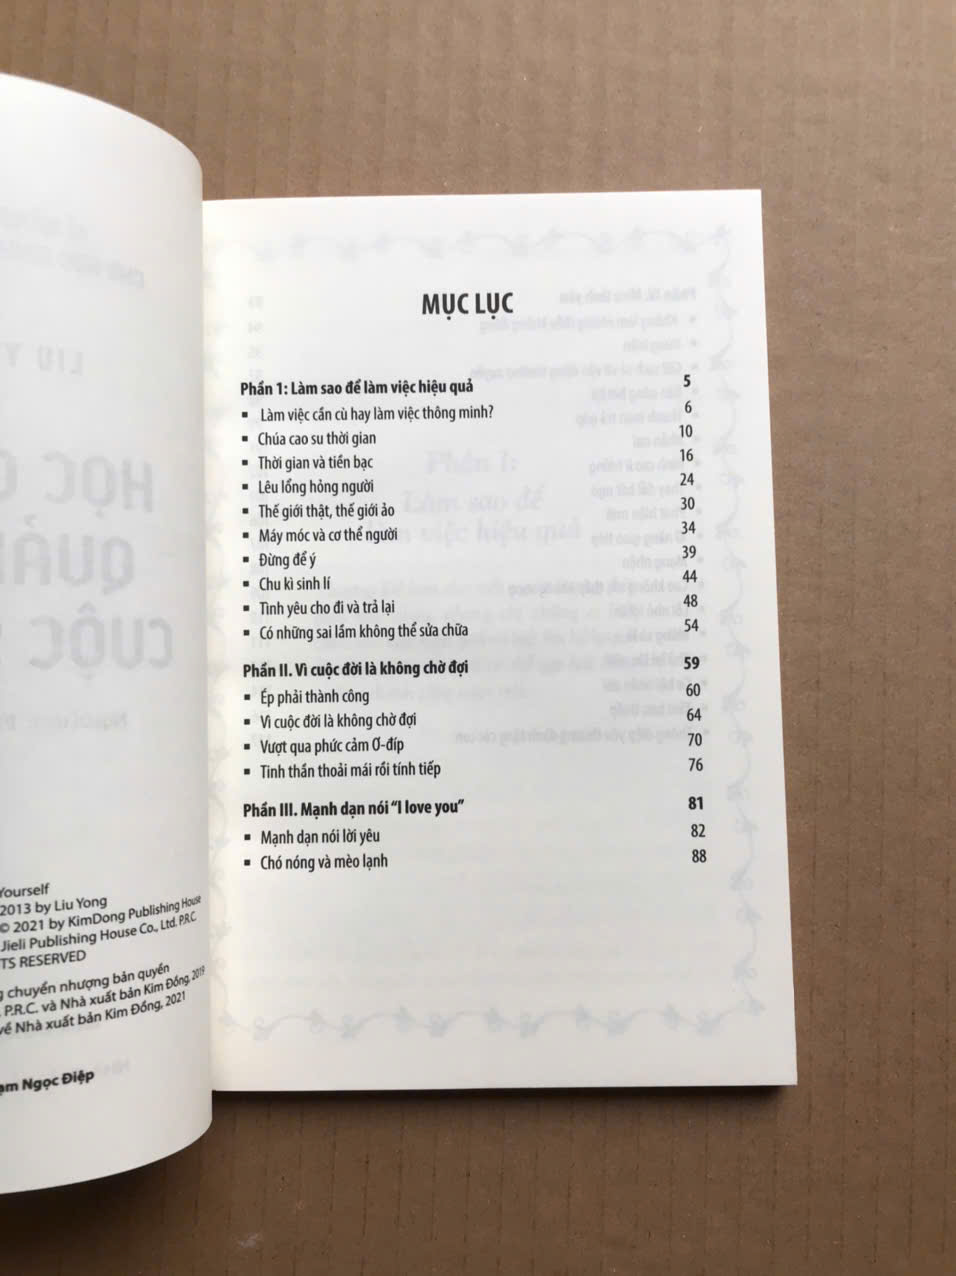 Yourself
2013 by Liu Yong
© 2021 by KimDong Publishing House
Jieli Publishing House Co., Ltd. P.R.C
TS RESERVED
chuyển nhượng bản quyền
P.R.C. và Nhà xuất bản Kim Đồng, 2019
về Nhà xuất bản Kim Đồng, 2021
Ngọc Điệp
MỤC LỤC
Phần 1: Làm sao để làm việc hiệu quả 5
▪ Làm việc cần cù hay làm việc thông minh? 6
▪ Chúa cao su thời gian 10
▪ Thời gian và tiền bạc 16
▪ Lêu lổng hỏng người 24
▪ Thế giới thật, thế giới ảo 30
▪ Máy móc và cơ thể người 34
▪ Đừng để ý 39
▪ Chu kì sinh lí 44
▪ Tình yêu cho đi và trả lại 48
▪ Có những sai lầm không thể sửa chữa 54
Phần II. Vì cuộc đời là không chờ đợi 59
▪ Ép phải thành công 60
▪ Vì cuộc đời là không chờ đợi 64
▪ Vượt qua phức cảm Ơ-đíp 70
▪ Tinh thần thoải mái rồi tính tiếp 76
Phần III. Mạnh dạn nói “I love you” 81
▪ Mạnh dạn nói lời yêu 82
▪ Chó nóng và mèo lạnh 88